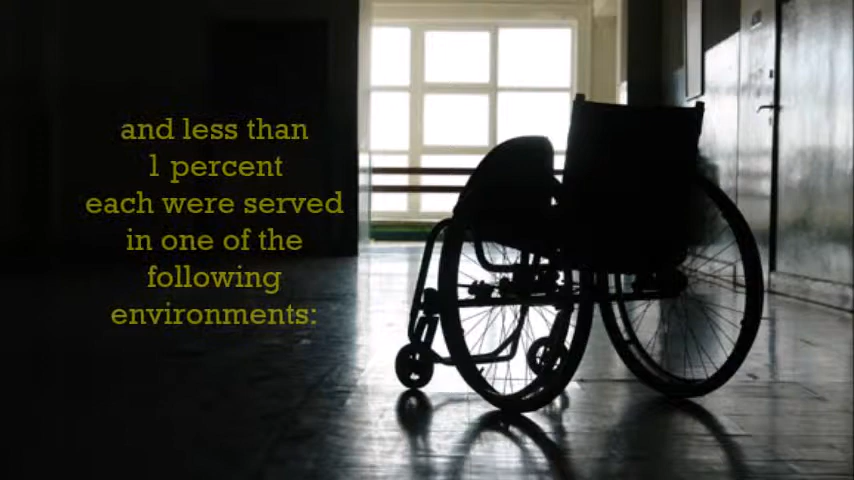 and less than
1 percent
each were served
in one of the
following
environments: